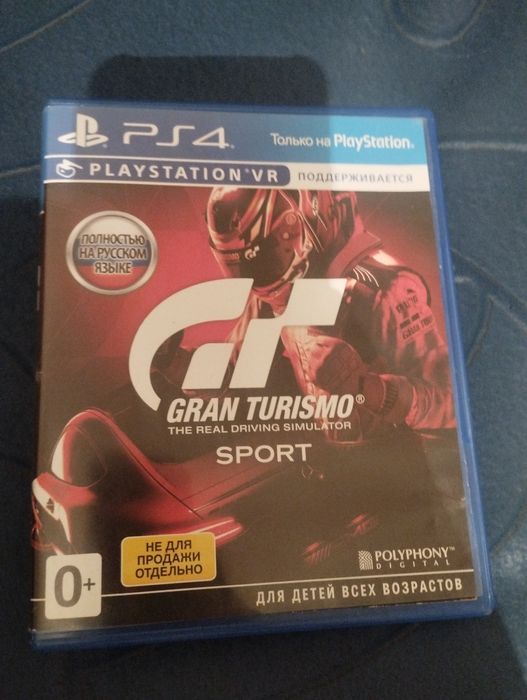 PS4
Только на PlayStation®
PLAYSTATION®VR
ПОДДЕРЖИВАЕТСЯ
ПОЛНОСТЬЮ
НА РУССКОМ
ЯЗЫКЕ
GT
GRAN TURISMO®
THE REAL DRIVING SIMULATOR
SPORT
НЕ ДЛЯ
ПРОДАЖИ
ОТДЕЛЬНО
0+
POLYPHONY™
DIGITAL
ДЛЯ ДЕТЕЙ ВСЕХ ВОЗРАСТОВ